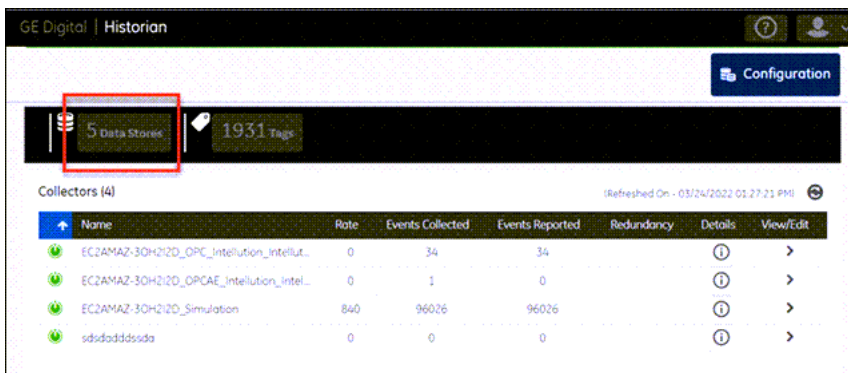 GE Digital | Historian
Configuration
5 Data Stores 1931 Tags
Collectors (4) (Refreshed On - 03/24/2022 01:27:21 PM)
Name Rate Events Collected Events Reported Redundancy Details View/Edit
EC2AMAZ-3OH2I2D_OPC_Intellution_Intellut... 0 34 34
EC2AMAZ-3OH2I2D_OPCAE_Intellution_Intel... 0 1 0
EC2AMAZ-3OH2I2D_Simulation 840 96026 96026
sdsdadddssda 0 0 0